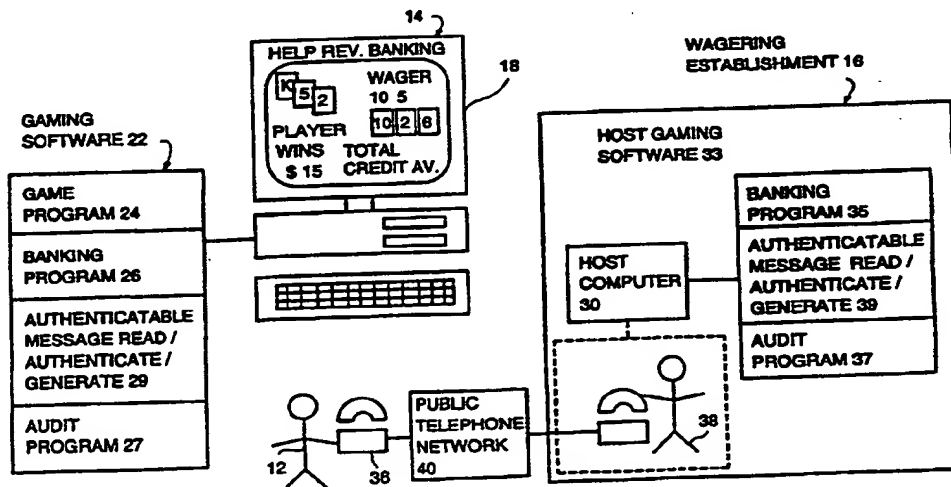 14
HELP REV. BANKING
18
K 5 2
WAGER
10 5
10 2 6
PLAYER
WINS
$ 15
TOTAL
CREDIT AV.
GAMING
SOFTWARE 22
GAME
PROGRAM 24
BANKING
PROGRAM 26
AUTHENTICATABLE
MESSAGE READ /
AUTHENTICATE /
GENERATE 29
AUDIT
PROGRAM 27
12
36
PUBLIC
TELEPHONE
NETWORK
40
WAGERING
ESTABLISHMENT 16
HOST GAMING
SOFTWARE 33
HOST
COMPUTER
30
BANKING
PROGRAM 35
AUTHENTICATABLE
MESSAGE READ /
AUTHENTICATE /
GENERATE 39
AUDIT
PROGRAM 37
38